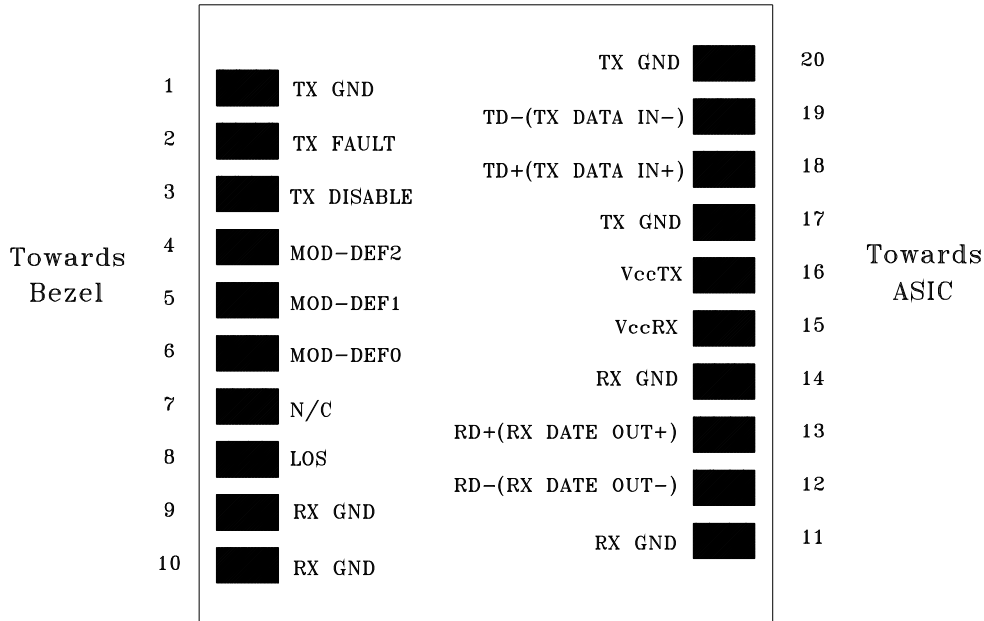 Towards
Bezel
1 TX GND
2 TX FAULT
3 TX DISABLE
4 MOD-DEF2
5 MOD-DEF1
6 MOD-DEF0
7 N/C
8 LOS
9 RX GND
10 RX GND
TX GND 20
TD-(TX DATA IN-) 19
TD+(TX DATA IN+) 18
TX GND 17
VccTX 16
VccRX 15
RX GND 14
RD+(RX DATE OUT+) 13
RD-(RX DATE OUT-) 12
RX GND 11
Towards
ASIC